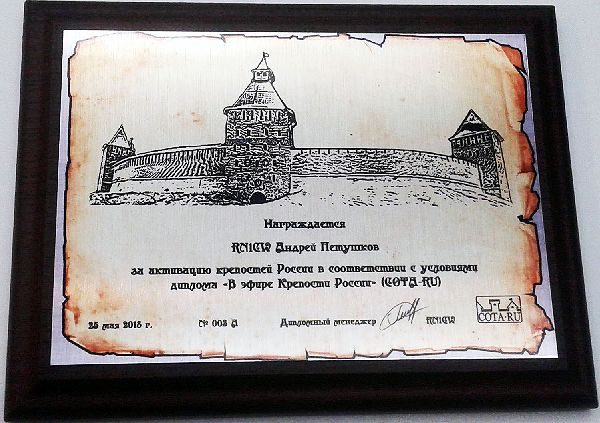 Награждается
RN1CW Андрей Петушков
за активацию крепостей России в соответствии с условиями
диплома «В эфире Крепости России» (COTA-RU)
25 мая 2015 г. № 002 А Дипломный менеджер RN1CW
COTA-RU